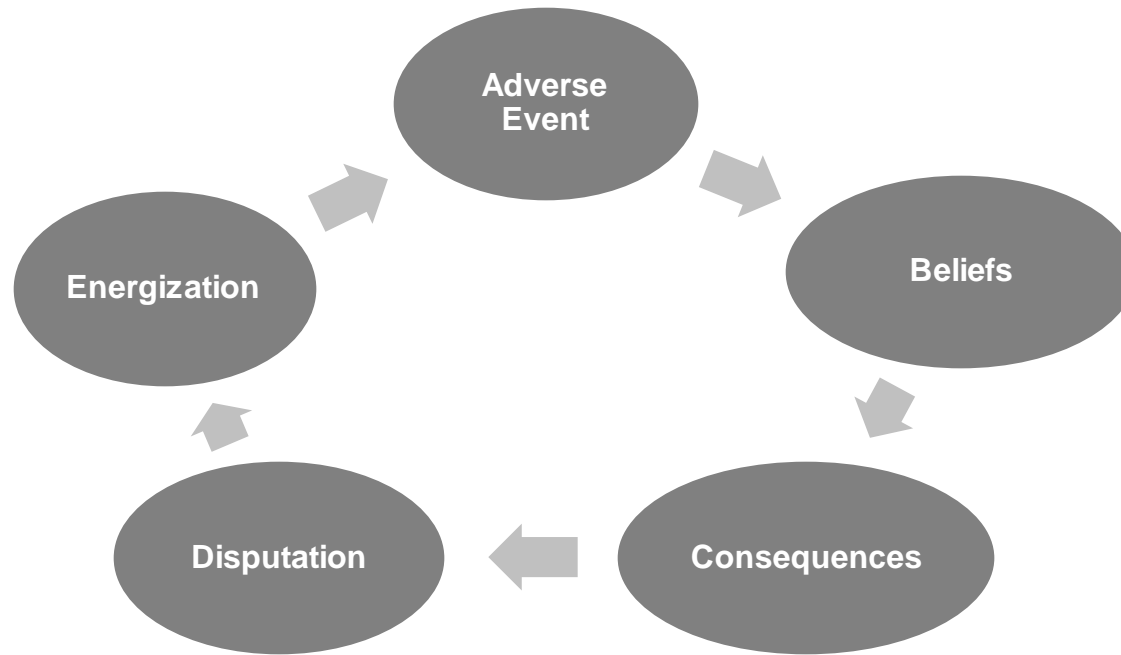 Adverse
Event
Beliefs
Consequences
Disputation
Energization